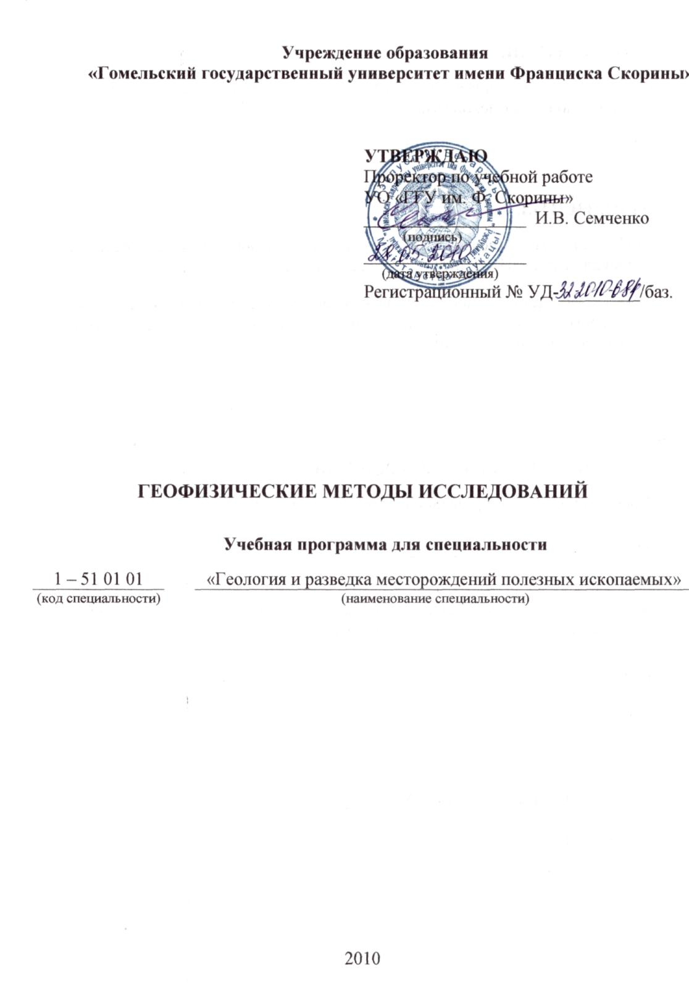 Учреждение образования
«Гомельский государственный университет имени Франциска Скорины»
УТВЕРЖДАЮ
Проректор по учебной работе
УО «ГГУ им. Ф. Скорины»
И.В. Семченко
(подпись)
28.05.2010
(дата утверждения)
Регистрационный № УД-32-2010-681/баз.
ГЕОФИЗИЧЕСКИЕ МЕТОДЫ ИССЛЕДОВАНИЙ
Учебная программа для специальности
1 – 51 01 01 «Геология и разведка месторождений полезных ископаемых»
(код специальности) (наименование специальности)
2010